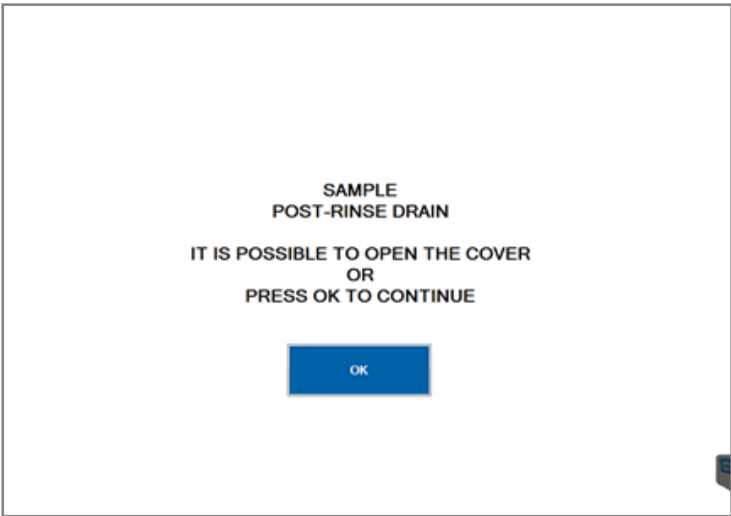 SAMPLE
POST-RINSE DRAIN
IT IS POSSIBLE TO OPEN THE COVER
OR
PRESS OK TO CONTINUE
OK